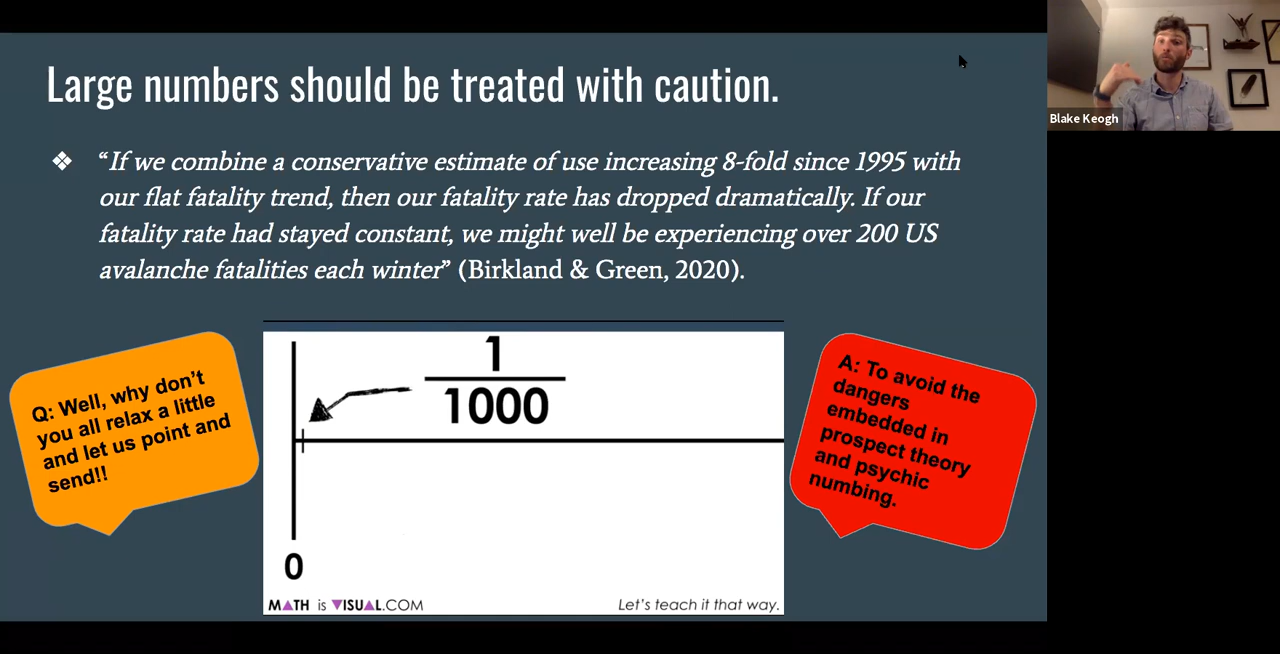 Large numbers should be treated with caution.
❖ “If we combine a conservative estimate of use increasing 8-fold since 1995 with
our flat fatality trend, then our fatality rate has dropped dramatically. If our
fatality rate had stayed constant, we might well be experiencing over 200 US
avalanche fatalities each winter” (Birkland & Green, 2020).
Q: Well, why don’t
you all relax a little
and let us point and
send!!
1
1000
0
MATH is VISUAL.COM
Let’s teach it that way.
A: To avoid the
dangers
embedded in
prospect theory
and psychic
numbing.
Blake Keogh